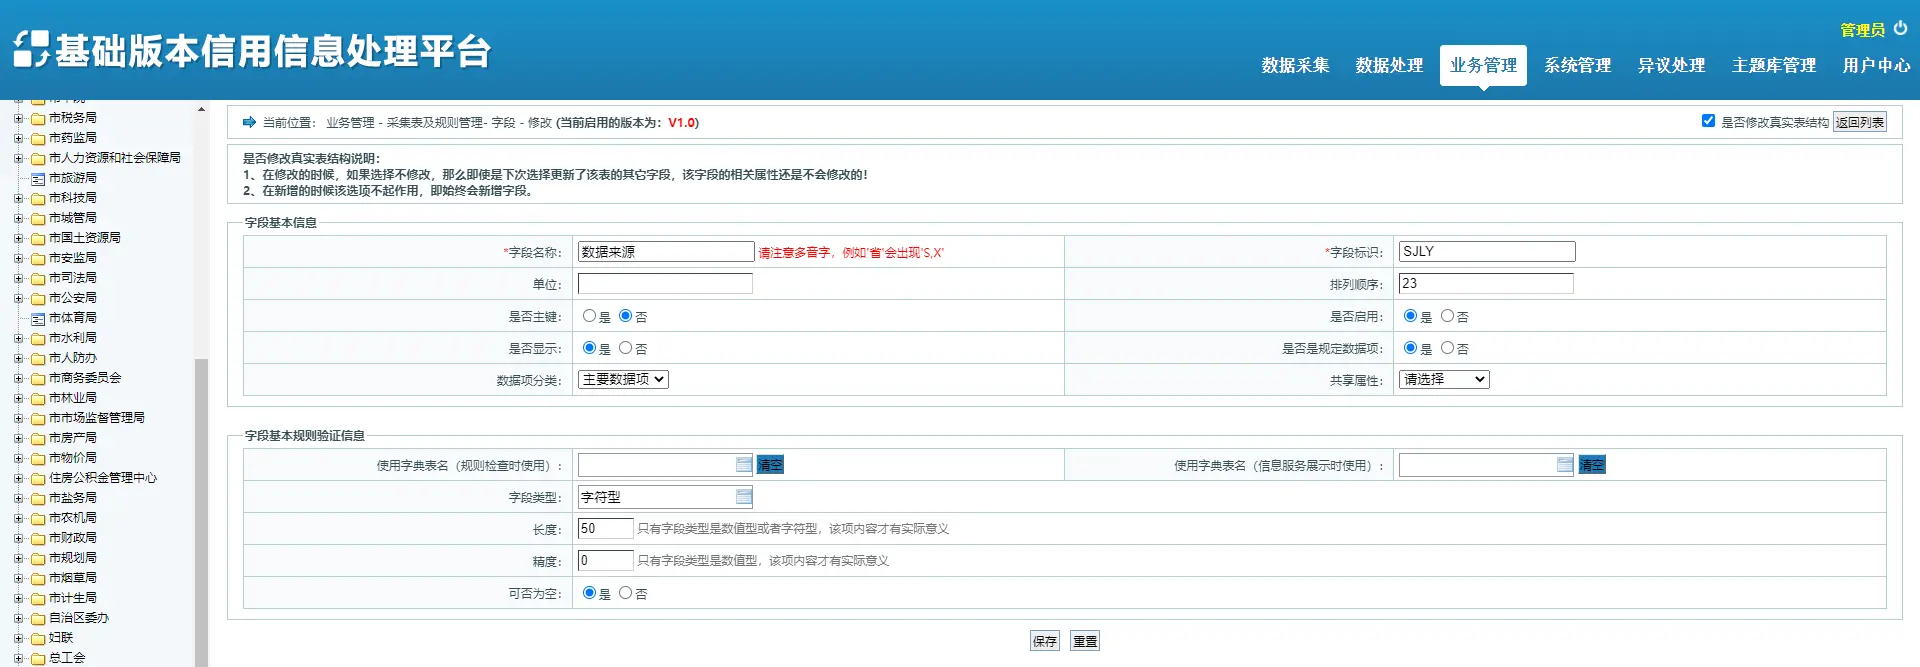 基础版本信用信息处理平台
管理员
数据采集 数据处理 业务管理 系统管理 异议处理 主题库管理 用户中心
市税务局
市药监局
市人力资源和社会保障局
市旅游局
市科技局
市城管局
市国土资源局
市安监局
市司法局
市公安局
市体育局
市水利局
市人防办
市商务委员会
市林业局
市市场监督管理局
市房产局
市物价局
住房公积金管理中心
市盐务局
市农机局
市财政局
市规划局
市烟草局
市计生局
自治区委办
妇联
总工会
当前位置： 业务管理 - 采集表及规则管理- 字段 - 修改 (当前启用的版本为：V1.0)
是否修改真实表结构 返回列表
是否修改真实表结构说明：
1、在修改的时候，如果选择不修改，那么即使是下次选择更新了该表的其它字段，该字段的相关属性还是不会修改的！
2、在新增的时候该选项不起作用，即始终会新增字段。
字段基本信息
*字段名称： 数据来源 请注意多音字，例如'省'会出现'S,X' *字段标识： SJLY
单位： 排列顺序： 23
是否主键： 是 否 是否启用： 是 否
是否显示： 是 否 是否是规定数据项： 是 否
数据项分类： 主要数据项 共享属性： 请选择
字段基本规则验证信息
使用字典表名（规则检查时使用）： 清空 使用字典表名（信息服务展示时使用）： 清空
字段类型： 字符型
长度： 50 只有字段类型是数值型或者字符型，该项内容才有实际意义
精度： 0 只有字段类型是数值型，该项内容才有实际意义
可否为空： 是 否
保存 重置